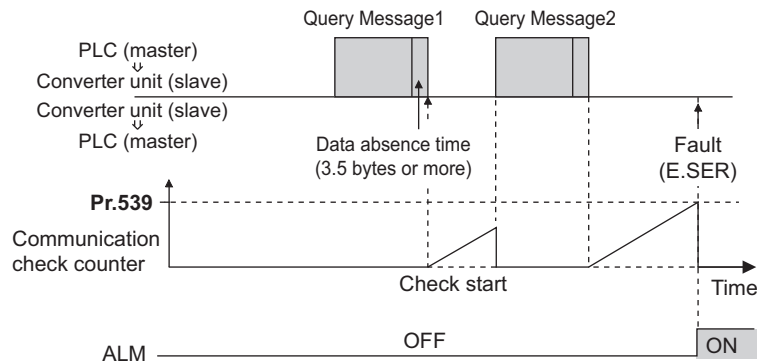 Query Message1
Query Message2
PLC (master)
Converter unit (slave)
Converter unit (slave)
PLC (master)
Data absence time
(3.5 bytes or more)
Fault
(E.SER)
Pr.539
Communication
check counter
Check start
Time
ALM
OFF
ON